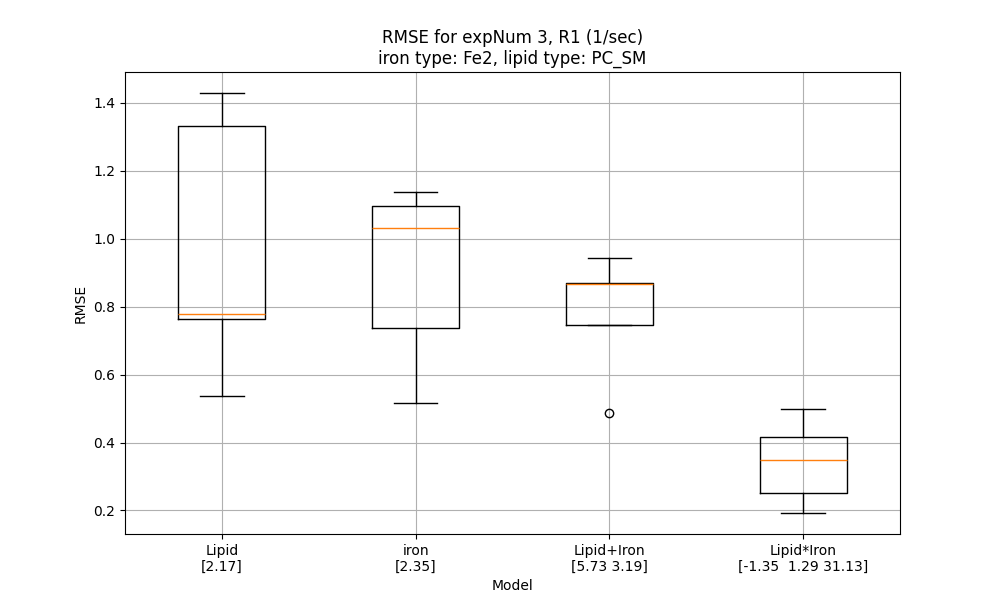 RMSE for expNum 3, R1 (1/sec)
iron type: Fe2, lipid type: PC_SM
RMSE
1.4
1.2
1.0
0.8
0.6
0.4
0.2
Lipid
[2.17]
iron
[2.35]
Lipid+Iron
[5.73 3.19]
Lipid*Iron
[-1.35  1.29 31.13]
Model